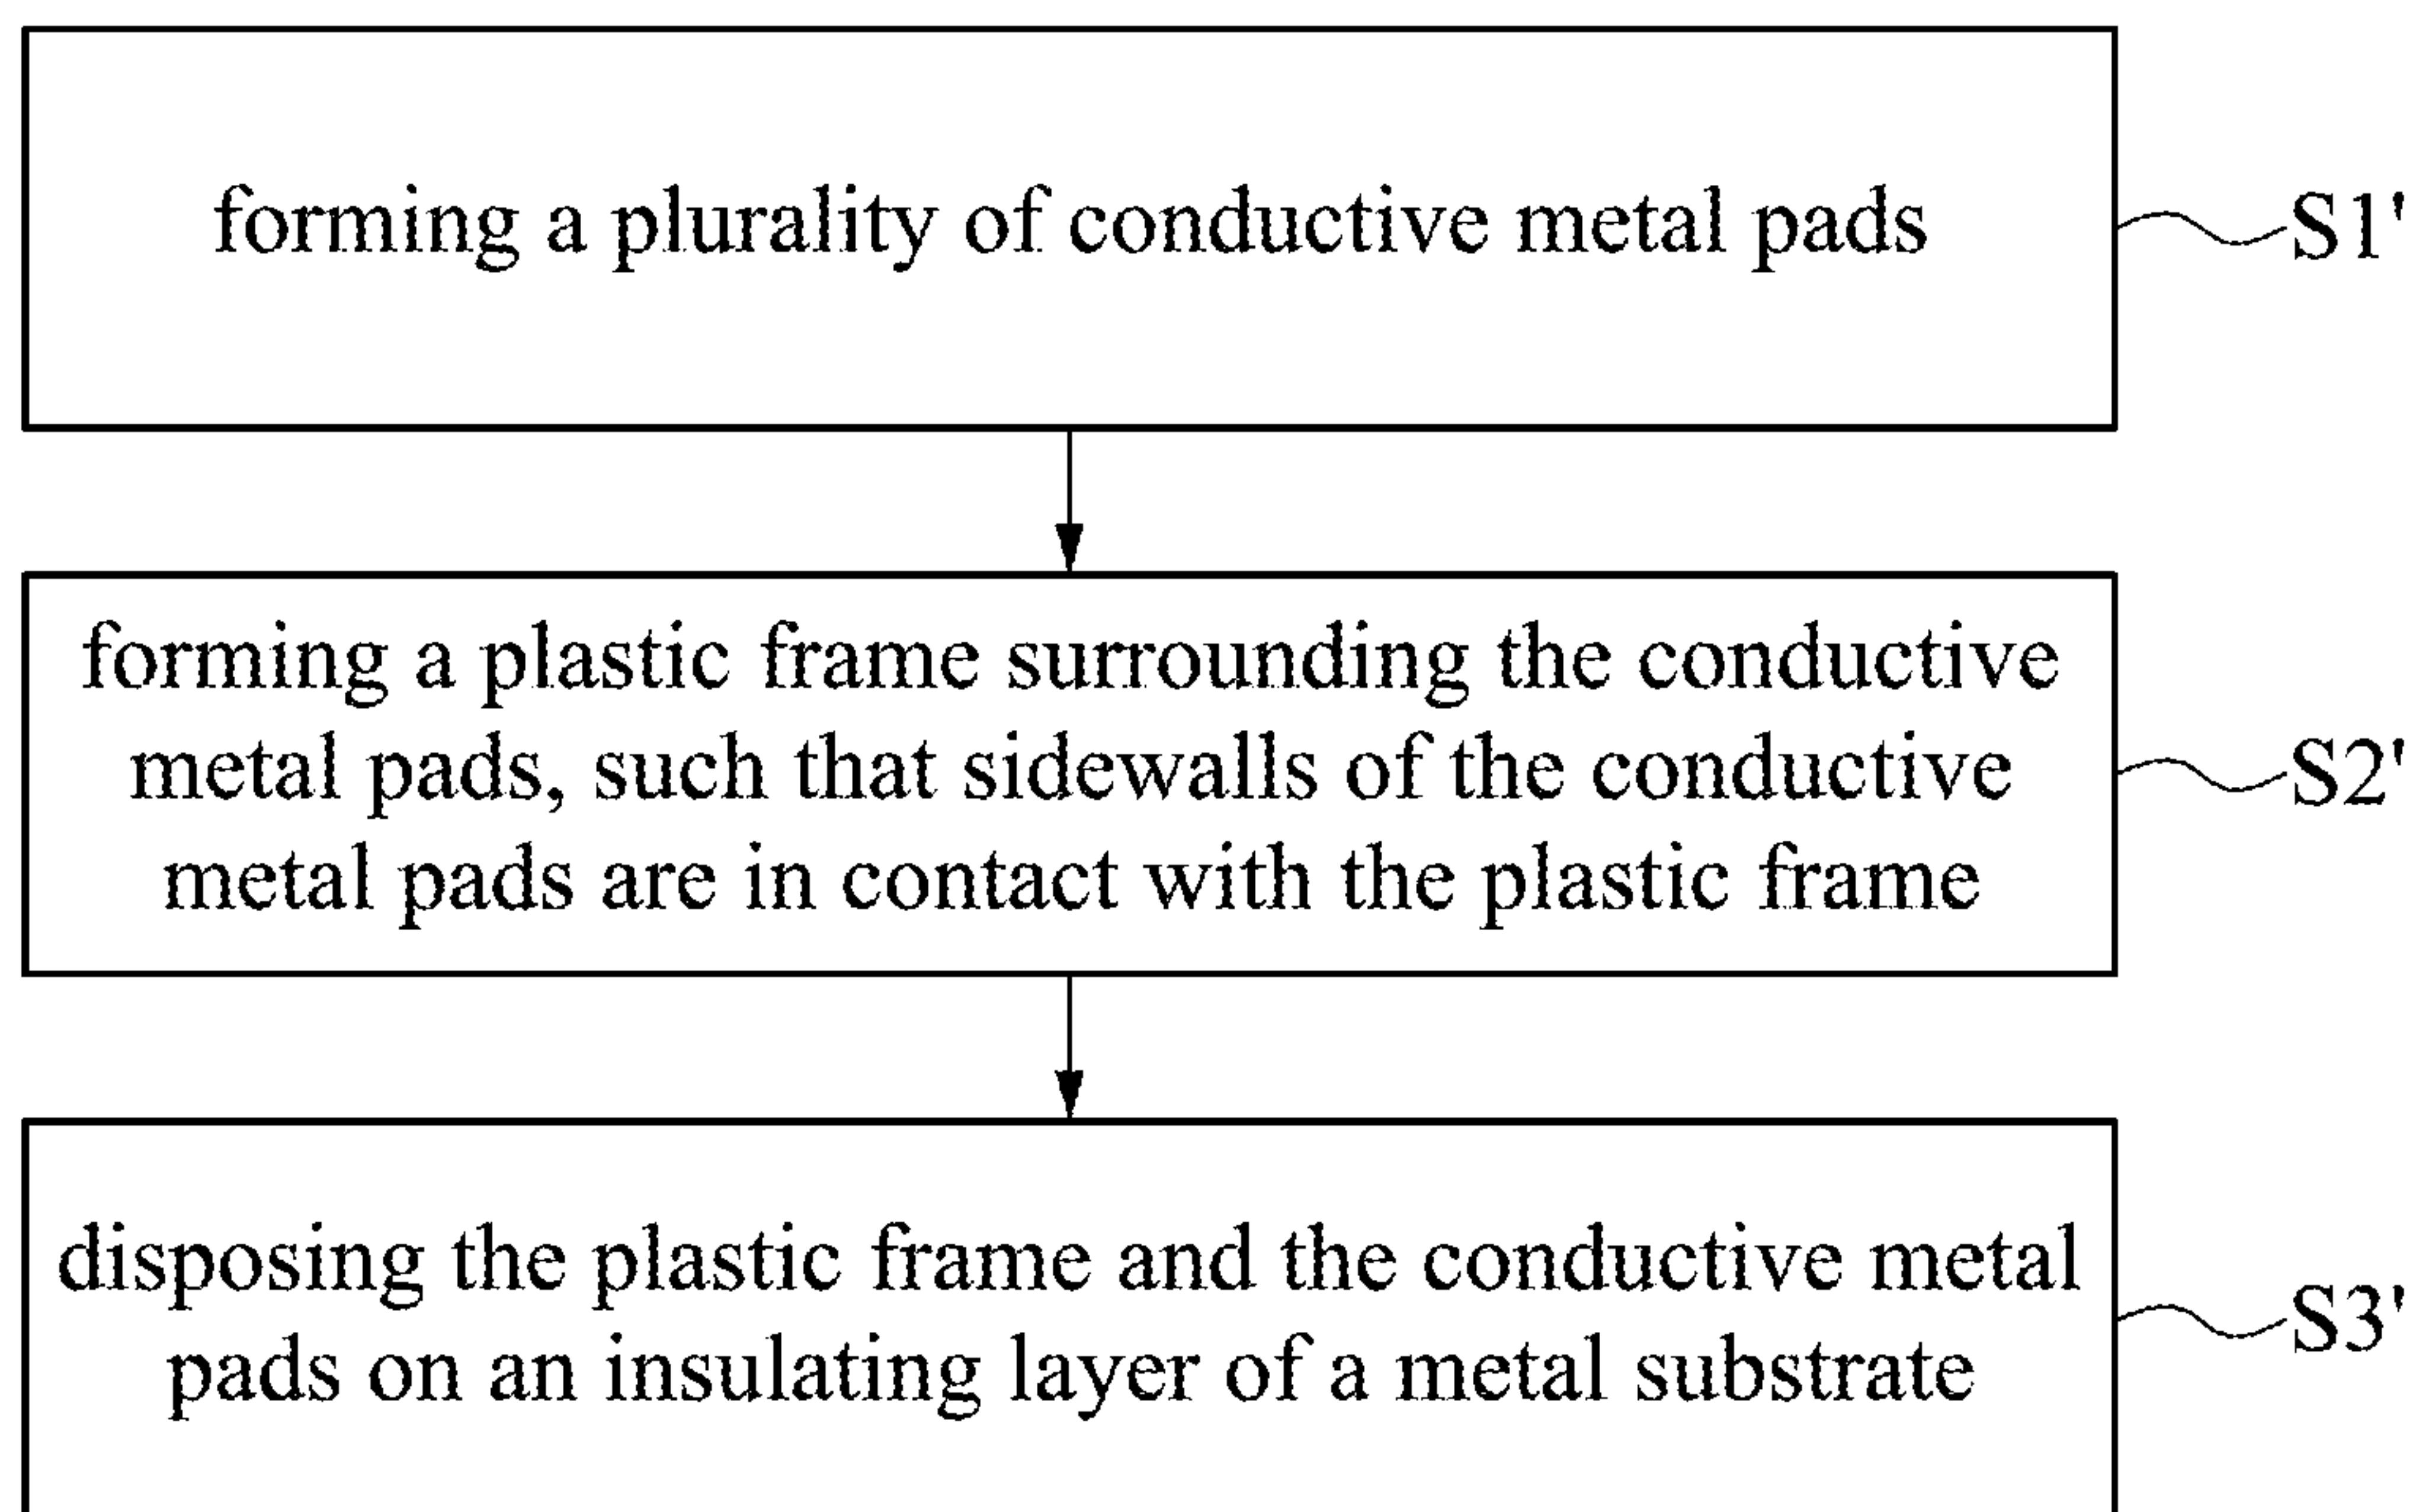 forming a plurality of conductive metal pads
S1'
forming a plastic frame surrounding the conductive
metal pads, such that sidewalls of the conductive
metal pads are in contact with the plastic frame
S2'
disposing the plastic frame and the conductive metal
pads on an insulating layer of a metal substrate
S3'